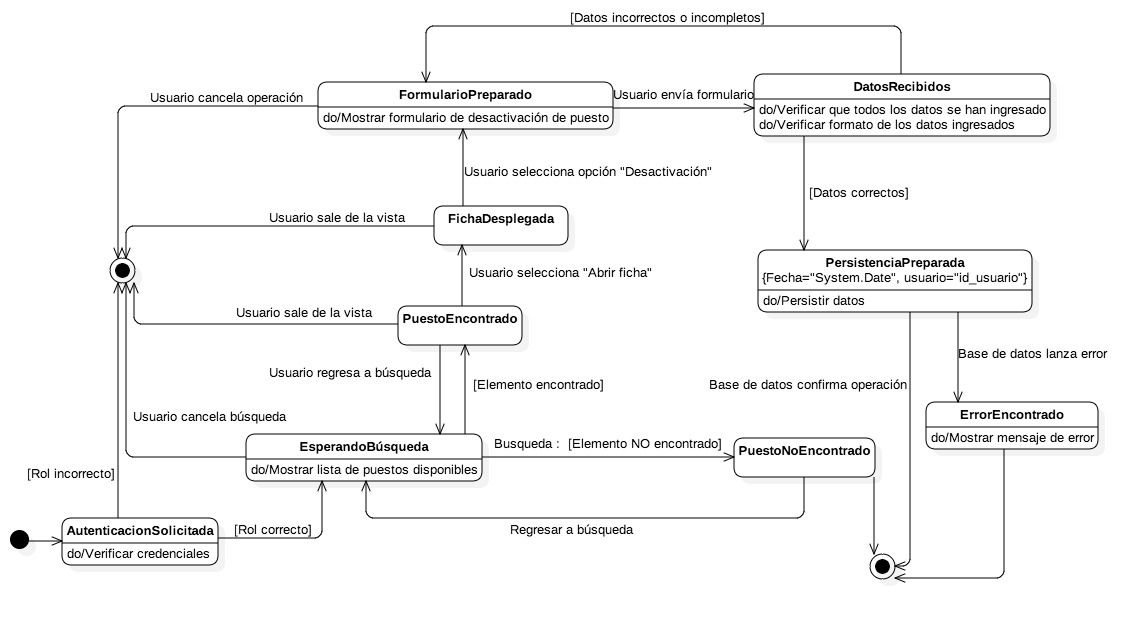 [Datos incorrectos o incompletos]
Usuario cancela operación
FormularioPreparado
do/Mostrar formulario de desactivación de puesto
Usuario envía formulario
DatosRecibidos
do/Verificar que todos los datos se han ingresado
do/Verificar formato de los datos ingresados
Usuario selecciona opción "Desactivación"
[Datos correctos]
Usuario sale de la vista
FichaDesplegada
Usuario selecciona "Abrir ficha"
PersistenciaPreparada
{Fecha="System.Date", usuario="id_usuario"}
do/Persistir datos
Usuario sale de la vista
PuestoEncontrado
Usuario regresa a búsqueda
[Elemento encontrado]
Base de datos lanza error
Base de datos confirma operación
Usuario cancela búsqueda
ErrorEncontrado
do/Mostrar mensaje de error
EsperandoBúsqueda
do/Mostrar lista de puestos disponibles
Busqueda : [Elemento NO encontrado]
PuestoNoEncontrado
[Rol incorrecto]
AutenticacionSolicitada
do/Verificar credenciales
[Rol correcto]
Regresar a búsqueda